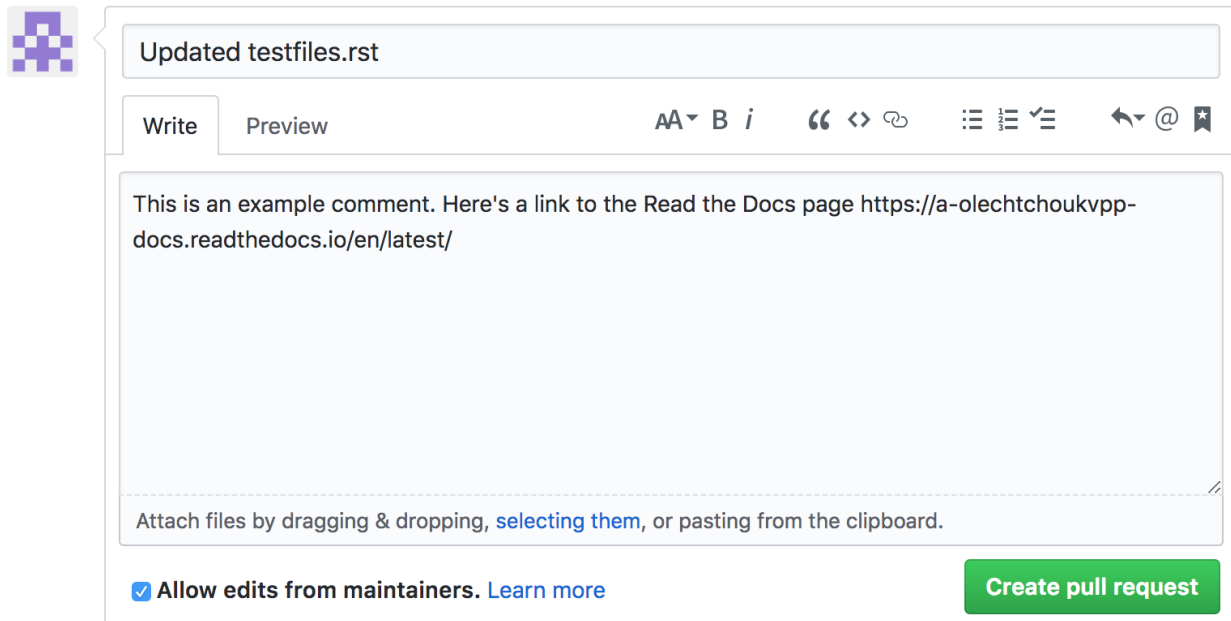 Updated testfiles.rst
Write Preview AA B i
This is an example comment. Here's a link to the Read the Docs page https://a-olechtchoukvpp-
docs.readthedocs.io/en/latest/
Attach files by dragging & dropping, selecting them, or pasting from the clipboard.
Allow edits from maintainers. Learn more
Create pull request